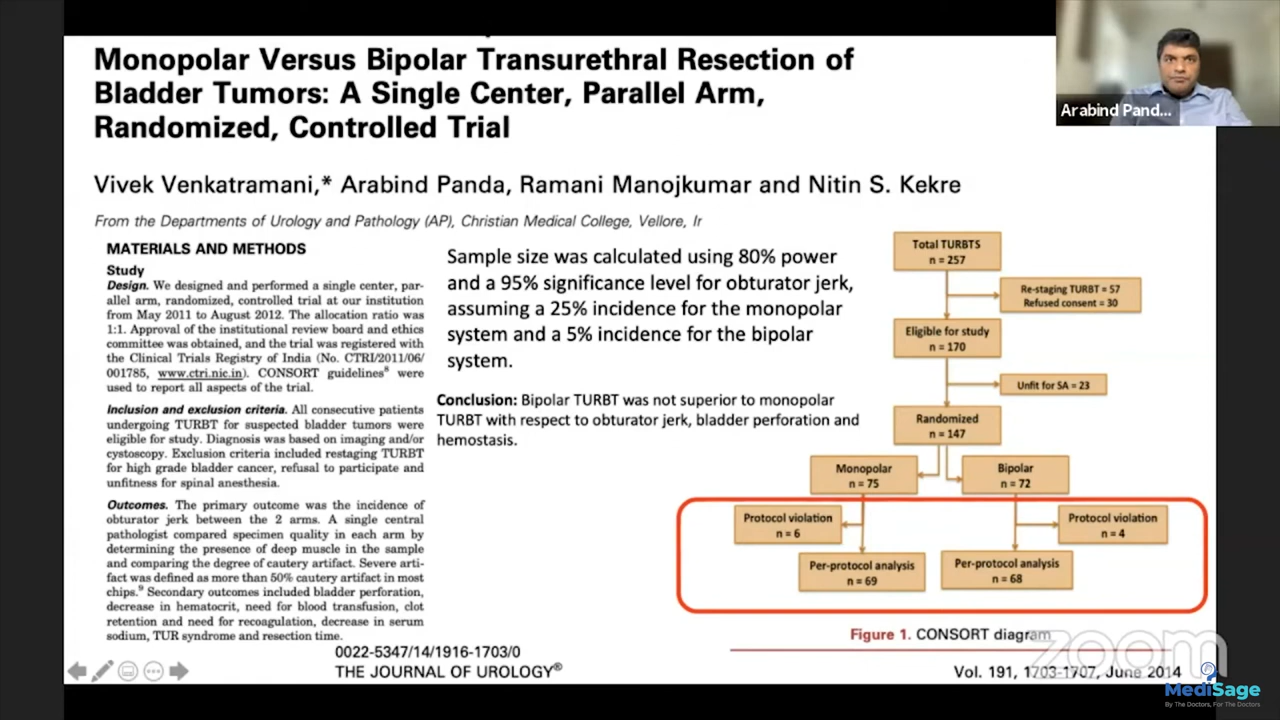 Monopolar Versus Bipolar Transurethral Resection of
Bladder Tumors: A Single Center, Parallel Arm,
Randomized, Controlled Trial
Arabind Pand...
Vivek Venkatramani,* Arabind Panda, Ramani Manojkumar and Nitin S. Kekre
From the Departments of Urology and Pathology (AP), Christian Medical College, Vellore, Ir
MATERIALS AND METHODS
Study
Design. We designed and performed a single center, par-
allel arm, randomized, controlled trial at our institution
from May 2011 to August 2012. The allocation ratio was
1:1. Approval of the institutional review board and ethics
committee was obtained, and the trial was registered with
the Clinical Trials Registry of India (No. CTRI/2011/06/
001785, www.ctri.nic.in). CONSORT guidelines8 were
used to report all aspects of the trial.
Inclusion and exclusion criteria. All consecutive patients
undergoing TURBT for suspected bladder tumors were
eligible for study. Diagnosis was based on imaging and/or
cystoscopy. Exclusion criteria included restaging TURBT
for high grade bladder cancer, refusal to participate and
unfitness for spinal anesthesia.
Outcomes. The primary outcome was the incidence of
obturator jerk between the 2 arms. A single central
pathologist compared specimen quality in each arm by
determining the presence of deep muscle in the sample
and comparing the degree of cautery artifact. Severe arti-
fact was defined as more than 50% cautery artifact in most
chips.9 Secondary outcomes included bladder perforation,
decrease in hematocrit, need for blood transfusion, clot
retention and need for recoagulation, decrease in serum
sodium, TUR syndrome and resection time.
Sample size was calculated using 80% power
and a 95% significance level for obturator jerk,
assuming a 25% incidence for the monopolar
system and a 5% incidence for the bipolar
system.
Conclusion: Bipolar TURBT was not superior to monopolar
TURBT with respect to obturator jerk, bladder perforation and
hemostasis.
Total TURBTS
n = 257
Re-staging TURBT = 57
Refused consent = 30
Eligible for study
n = 170
Unfit for SA = 23
Randomized
n = 147
Monopolar
n = 75
Bipolar
n = 72
Protocol violation
n = 6
Protocol violation
n = 4
Per-protocol analysis
n = 69
Per-protocol analysis
n = 68
Figure 1. CONSORT diagram
0022-5347/14/1916-1703/0
THE JOURNAL OF UROLOGY®
Vol. 191, 1703-1707, June 2014
zoom
MediSage
By The Doctors, For The Doctors